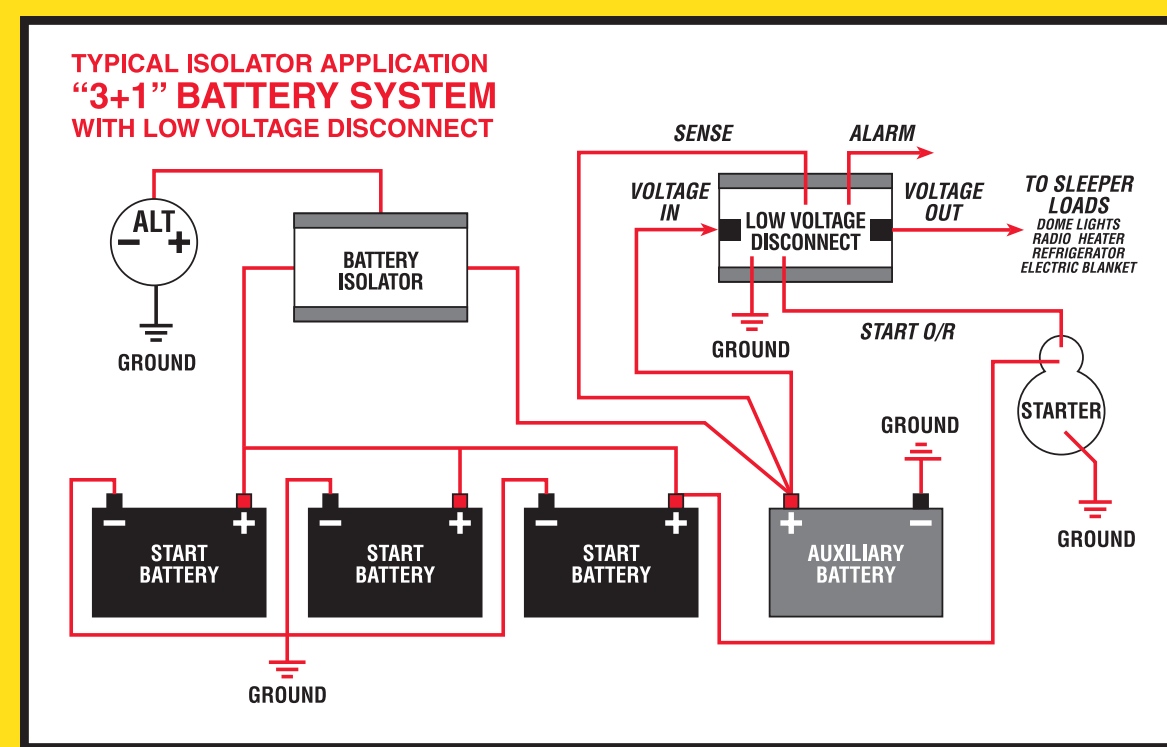 TYPICAL ISOLATOR APPLICATION
“3+1” BATTERY SYSTEM
WITH LOW VOLTAGE DISCONNECT
SENSE
ALARM
VOLTAGE
IN
LOW VOLTAGE
DISCONNECT
VOLTAGE
OUT
TO SLEEPER
LOADS
DOME LIGHTS
RADIO HEATER
REFRIGERATOR
ELECTRIC BLANKET
ALT
− +
GROUND
BATTERY
ISOLATOR
GROUND
START O/R
STARTER
GROUND
GROUND
− +
START
BATTERY
− +
START
BATTERY
− +
START
BATTERY
+ −
AUXILIARY
BATTERY
GROUND